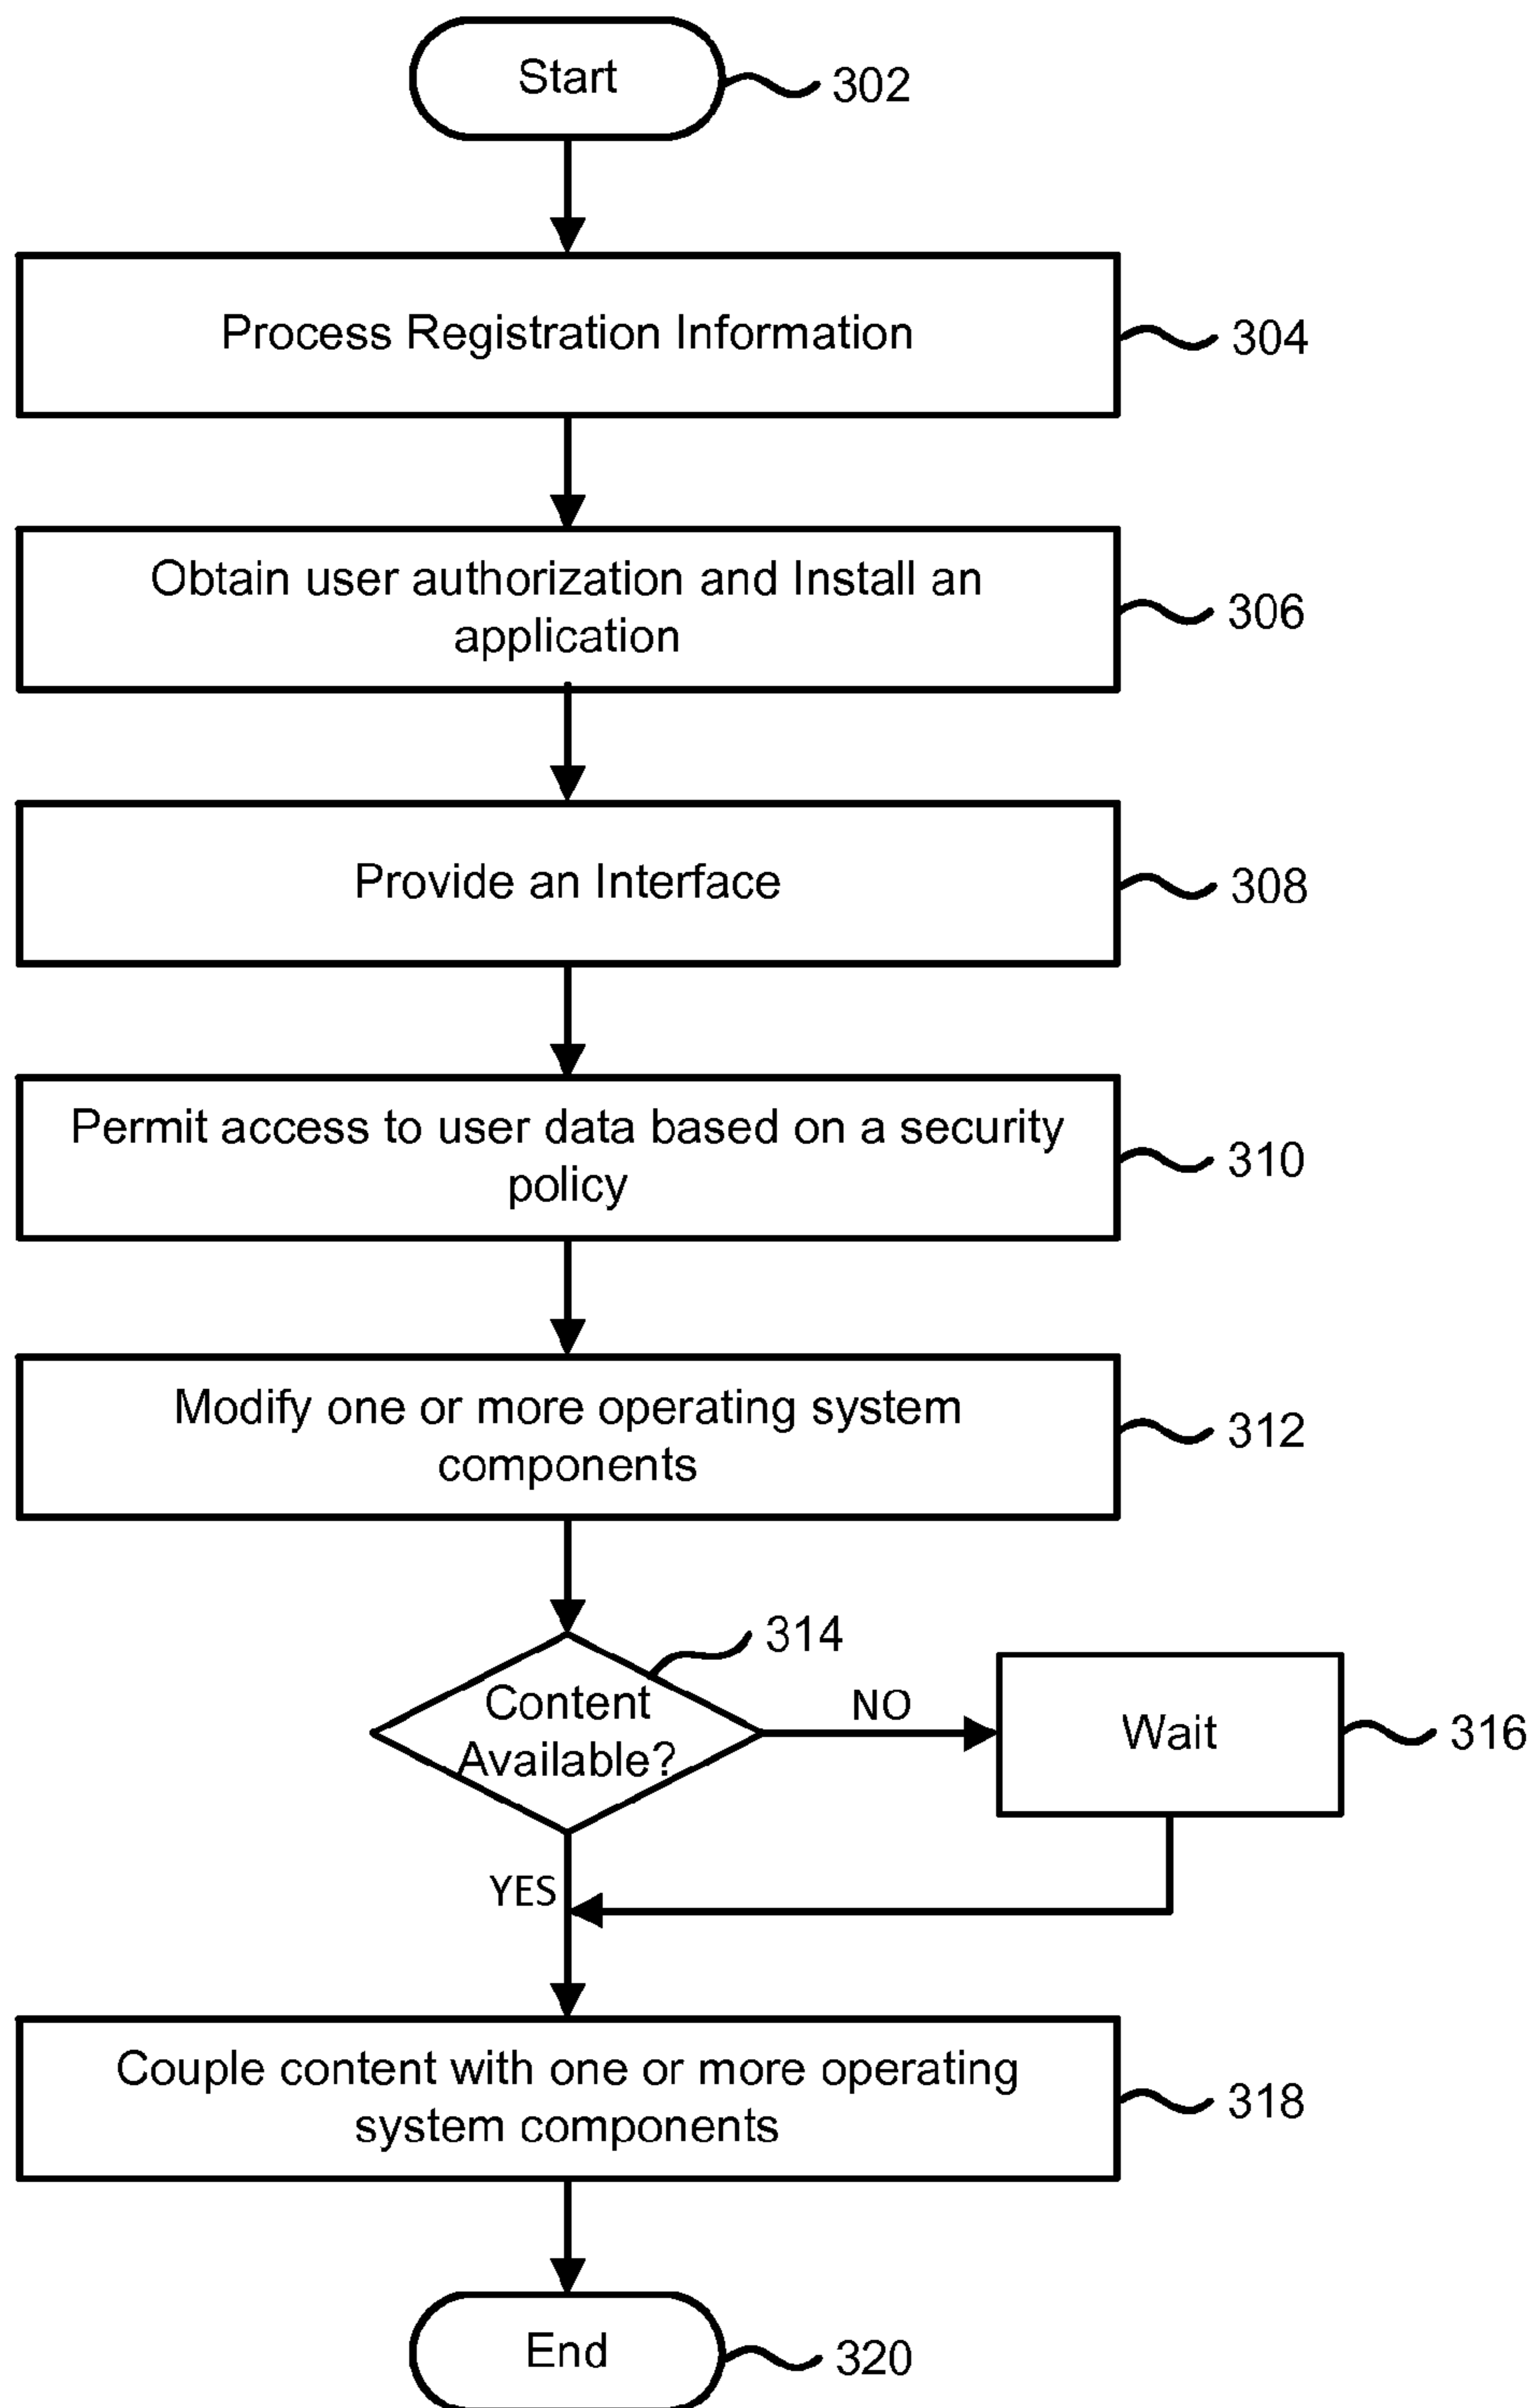 Start
302
Process Registration Information
304
Obtain user authorization and Install an
application
306
Provide an Interface
308
Permit access to user data based on a security
policy
310
Modify one or more operating system
components
312
314
Content
Available?
NO
Wait
316
YES
Couple content with one or more operating
system components
318
End
320